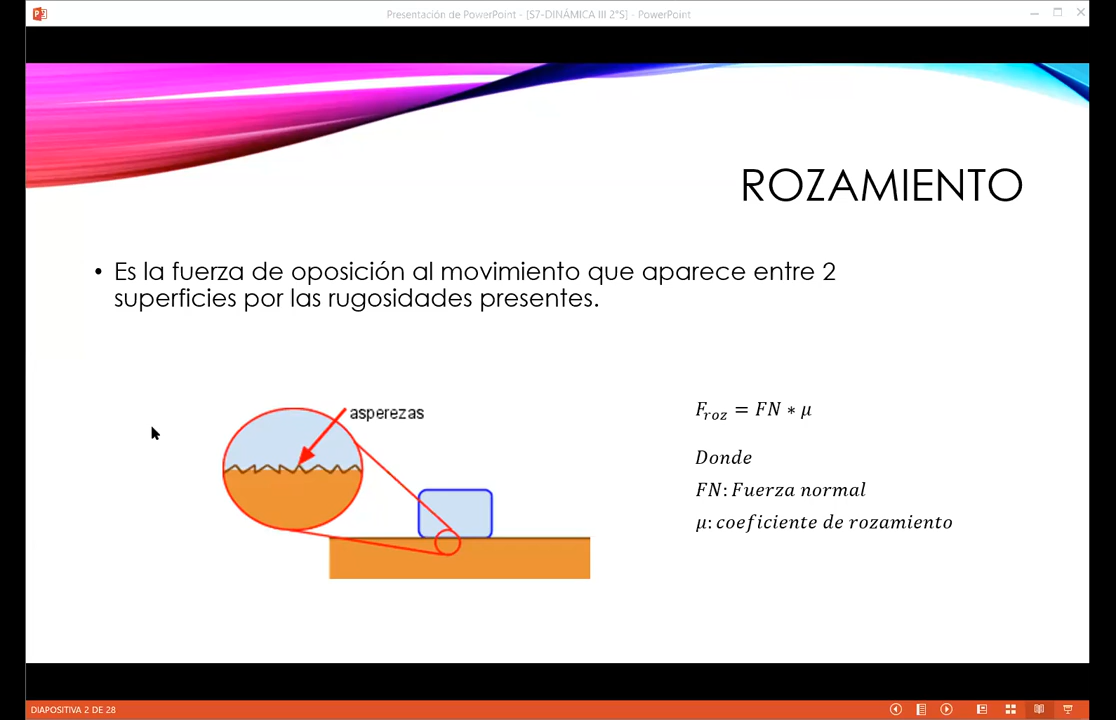 Presentación de PowerPoint - [S7-DINÁMICA III 2°S] - PowerPoint
ROZAMIENTO
• Es la fuerza de oposición al movimiento que aparece entre 2
superficies por las rugosidades presentes.
asperezas
F_roz = FN ∗ μ
Donde
FN: Fuerza normal
μ: coeficiente de rozamiento
DIAPOSITIVA 2 DE 28